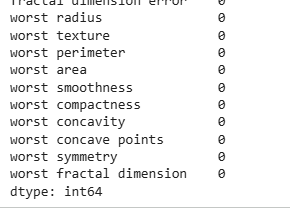 fractal dimension error 0
worst radius 0
worst texture 0
worst perimeter 0
worst area 0
worst smoothness 0
worst compactness 0
worst concavity 0
worst concave points 0
worst symmetry 0
worst fractal dimension 0
dtype: int64